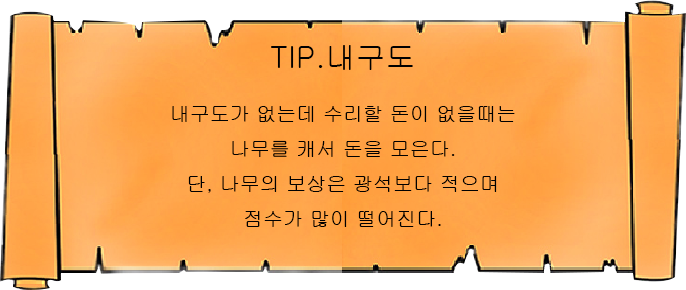 TIP.내구도
내구도가 없는데 수리할 돈이 없을때는
나무를 캐서 돈을 모은다.
단, 나무의 보상은 광석보다 적으며
점수가 많이 떨어진다.